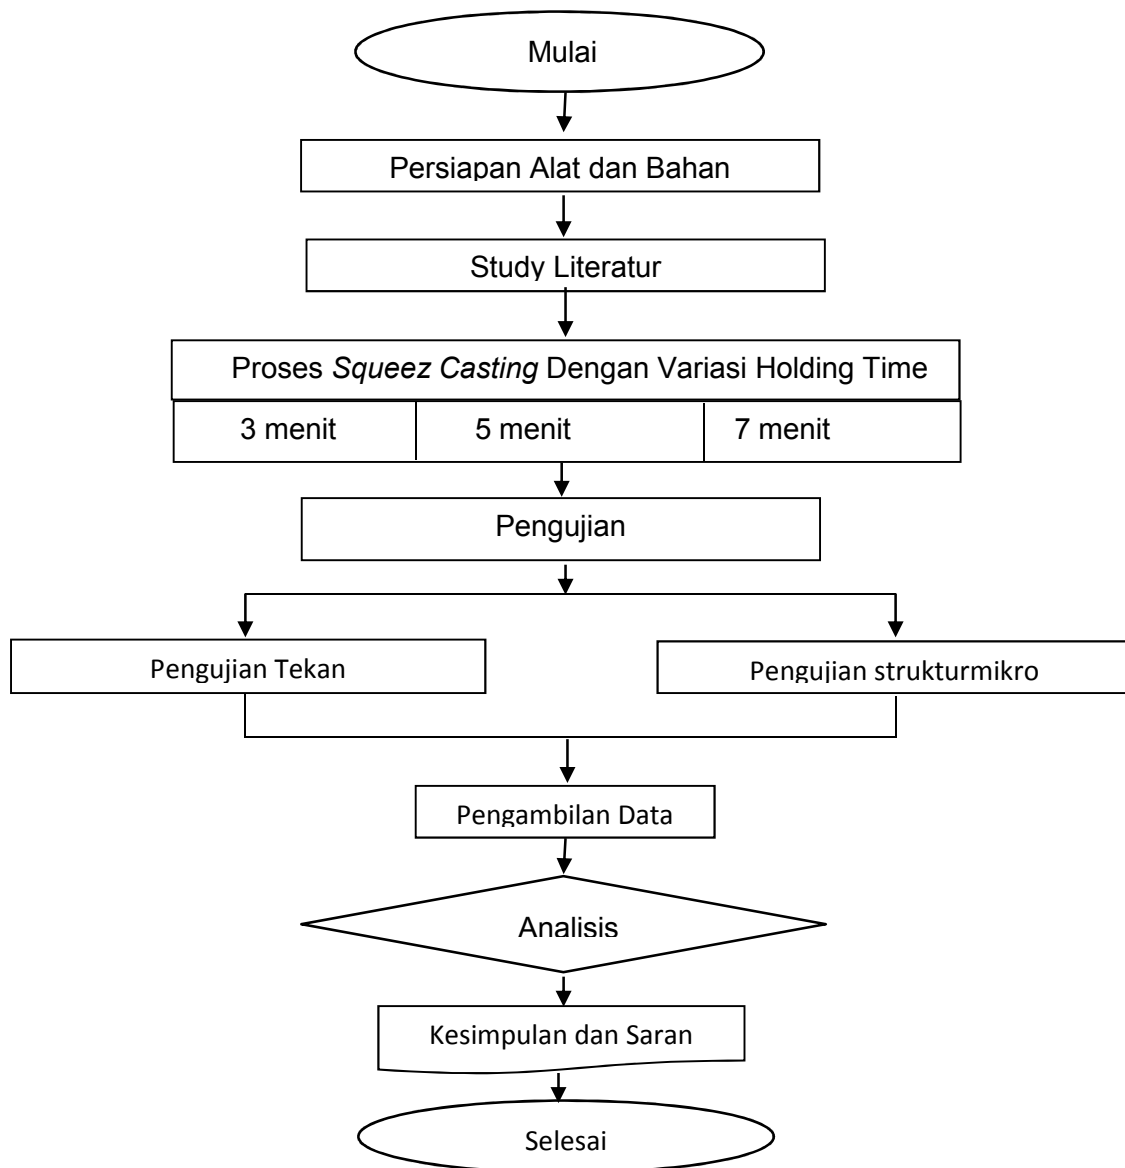 Mulai
Persiapan Alat dan Bahan
Study Literatur
Proses Squeez Casting Dengan Variasi Holding Time
3 menit
5 menit
7 menit
Pengujian
Pengujian Tekan
Pengujian strukturmikro
Pengambilan Data
Analisis
Kesimpulan dan Saran
Selesai